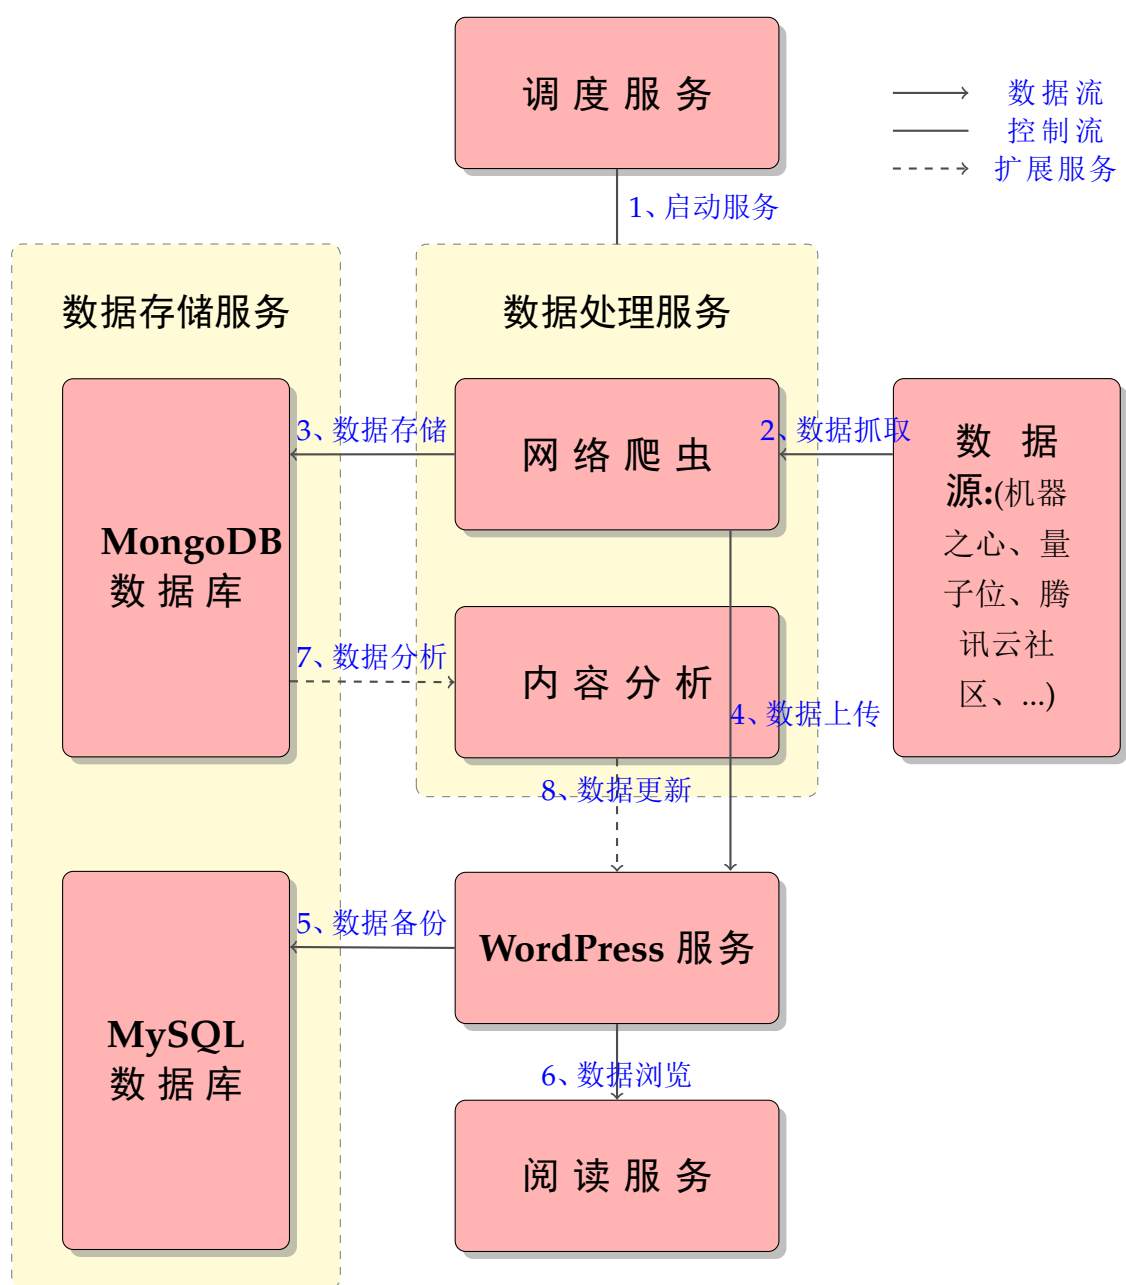 调度服务
数据流
控制流
扩展服务
1、启动服务
数据存储服务
数据处理服务
3、数据存储
网络爬虫
2、数据抓取
数 据
源:(机器
之心、量
子位、腾
讯云社
区、...)
MongoDB
数据库
7、数据分析
内容分析
4、数据上传
8、数据更新
5、数据备份
WordPress 服务
MySQL
数据库
6、数据浏览
阅读服务